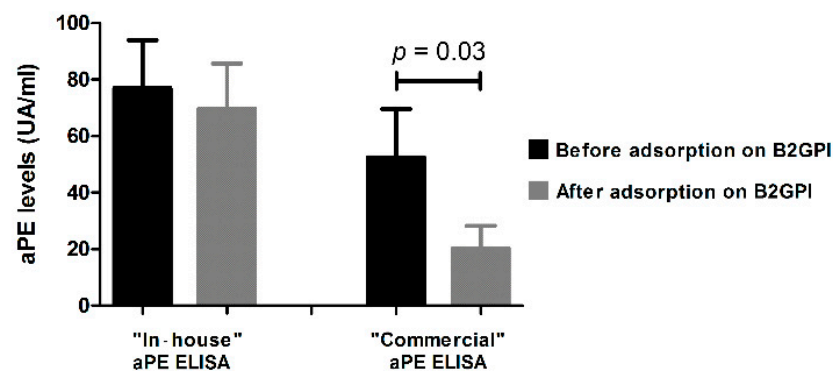 100
80
60
40
20
0
aPE levels (UA/ml)
p = 0.03
Before adsorption on B2GPI
After adsorption on B2GPI
"In-house"
aPE ELISA
"Commercial"
aPE ELISA